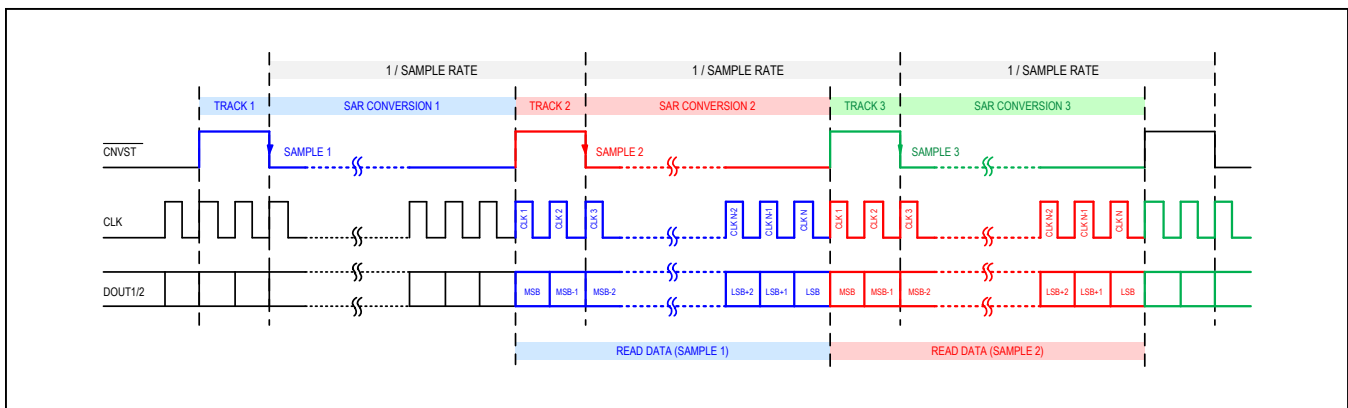 1 / SAMPLE RATE 1 / SAMPLE RATE 1 / SAMPLE RATE
TRACK 1 SAR CONVERSION 1 TRACK 2 SAR CONVERSION 2 TRACK 3 SAR CONVERSION 3
CNVST SAMPLE 1 SAMPLE 2 SAMPLE 3
CLK CLK 1 CLK 2 CLK 3 CLK N-2 CLK N-1 CLK N CLK 1 CLK 2 CLK 3 CLK N-2 CLK N-1 CLK N
DOUT1/2 MSB MSB-1 MSB-2 LSB+2 LSB+1 LSB MSB MSB-1 MSB-2 LSB+2 LSB+1 LSB
READ DATA (SAMPLE 1) READ DATA (SAMPLE 2)